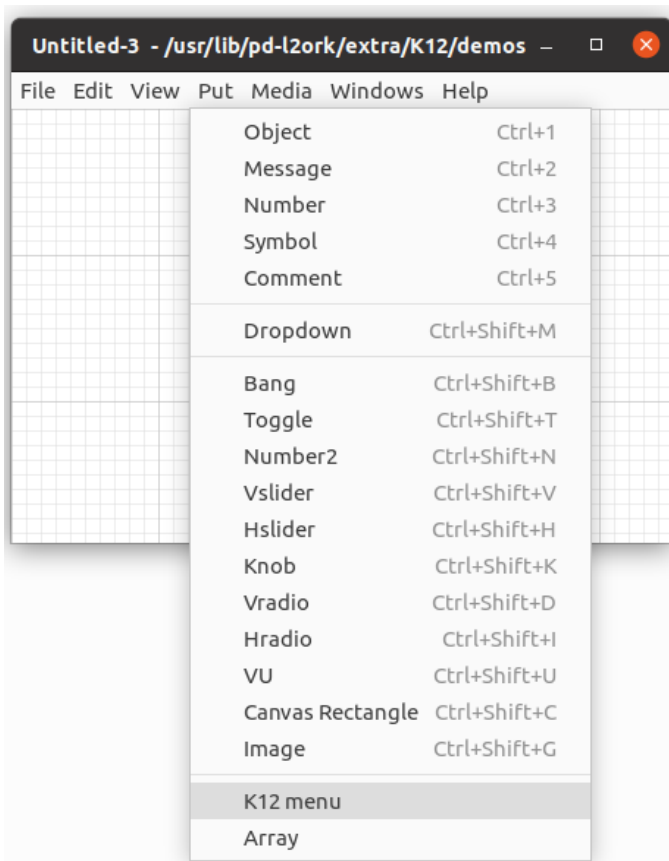 Untitled-3 - /usr/lib/pd-l2ork/extra/K12/demos
File Edit View Put Media Windows Help
Object Ctrl+1
Message Ctrl+2
Number Ctrl+3
Symbol Ctrl+4
Comment Ctrl+5
Dropdown Ctrl+Shift+M
Bang Ctrl+Shift+B
Toggle Ctrl+Shift+T
Number2 Ctrl+Shift+N
Vslider Ctrl+Shift+V
Hslider Ctrl+Shift+H
Knob Ctrl+Shift+K
Vradio Ctrl+Shift+D
Hradio Ctrl+Shift+I
VU Ctrl+Shift+U
Canvas Rectangle Ctrl+Shift+C
Image Ctrl+Shift+G
K12 menu
Array